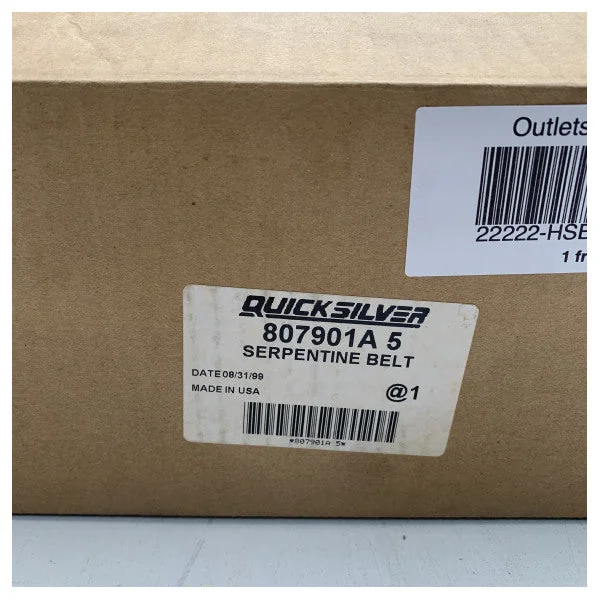 Outlets
22222-HSB
1 fr
QUICKSILVER
807901A 5
SERPENTINE BELT
DATE 08/31/99
MADE IN USA
@1
*807901A 5*